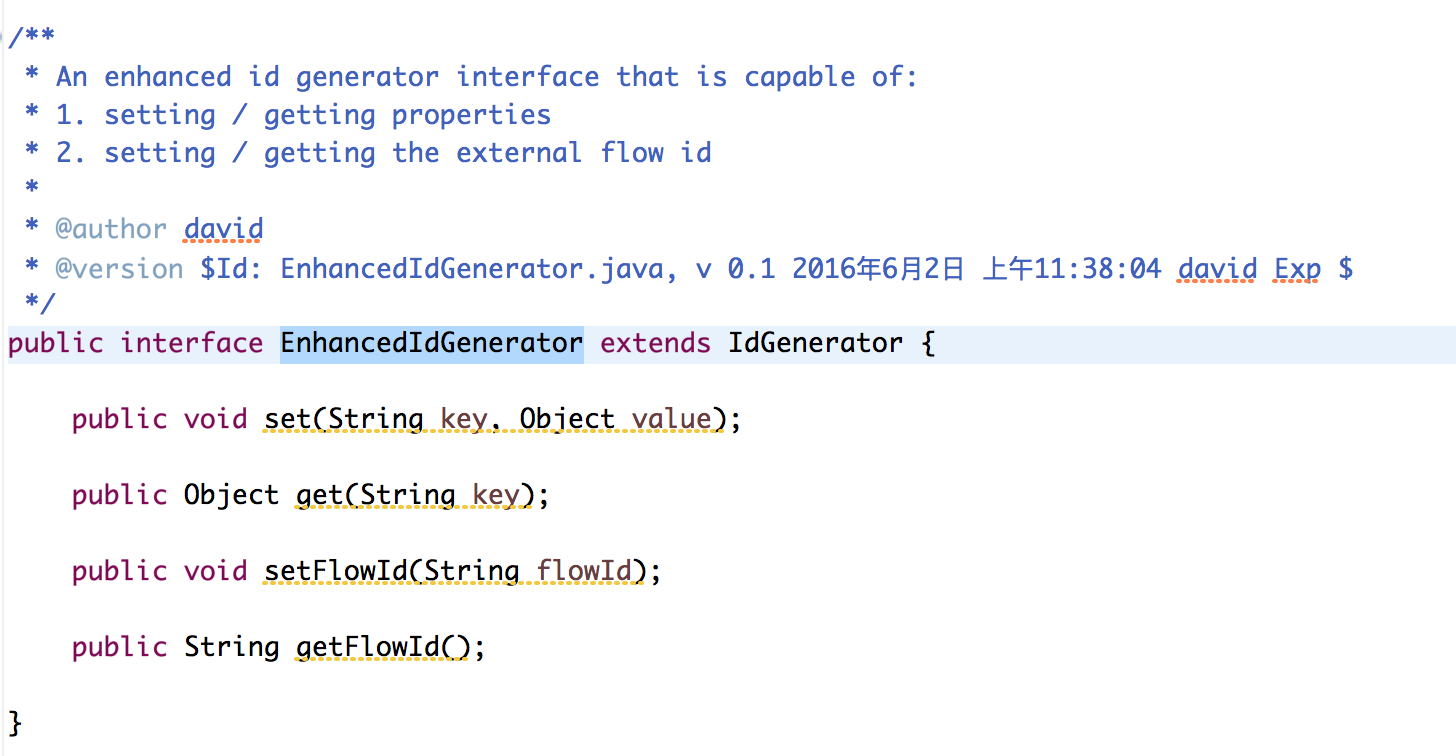 /**
 * An enhanced id generator interface that is capable of:
 * 1. setting / getting properties
 * 2. setting / getting the external flow id
 *
 * @author david
 * @version $Id: EnhancedIdGenerator.java, v 0.1 2016年6月2日 上午11:38:04 david Exp $
 */
public interface EnhancedIdGenerator extends IdGenerator {
    public void set(String key, Object value);
    public Object get(String key);
    public void setFlowId(String flowId);
    public String getFlowId();
}